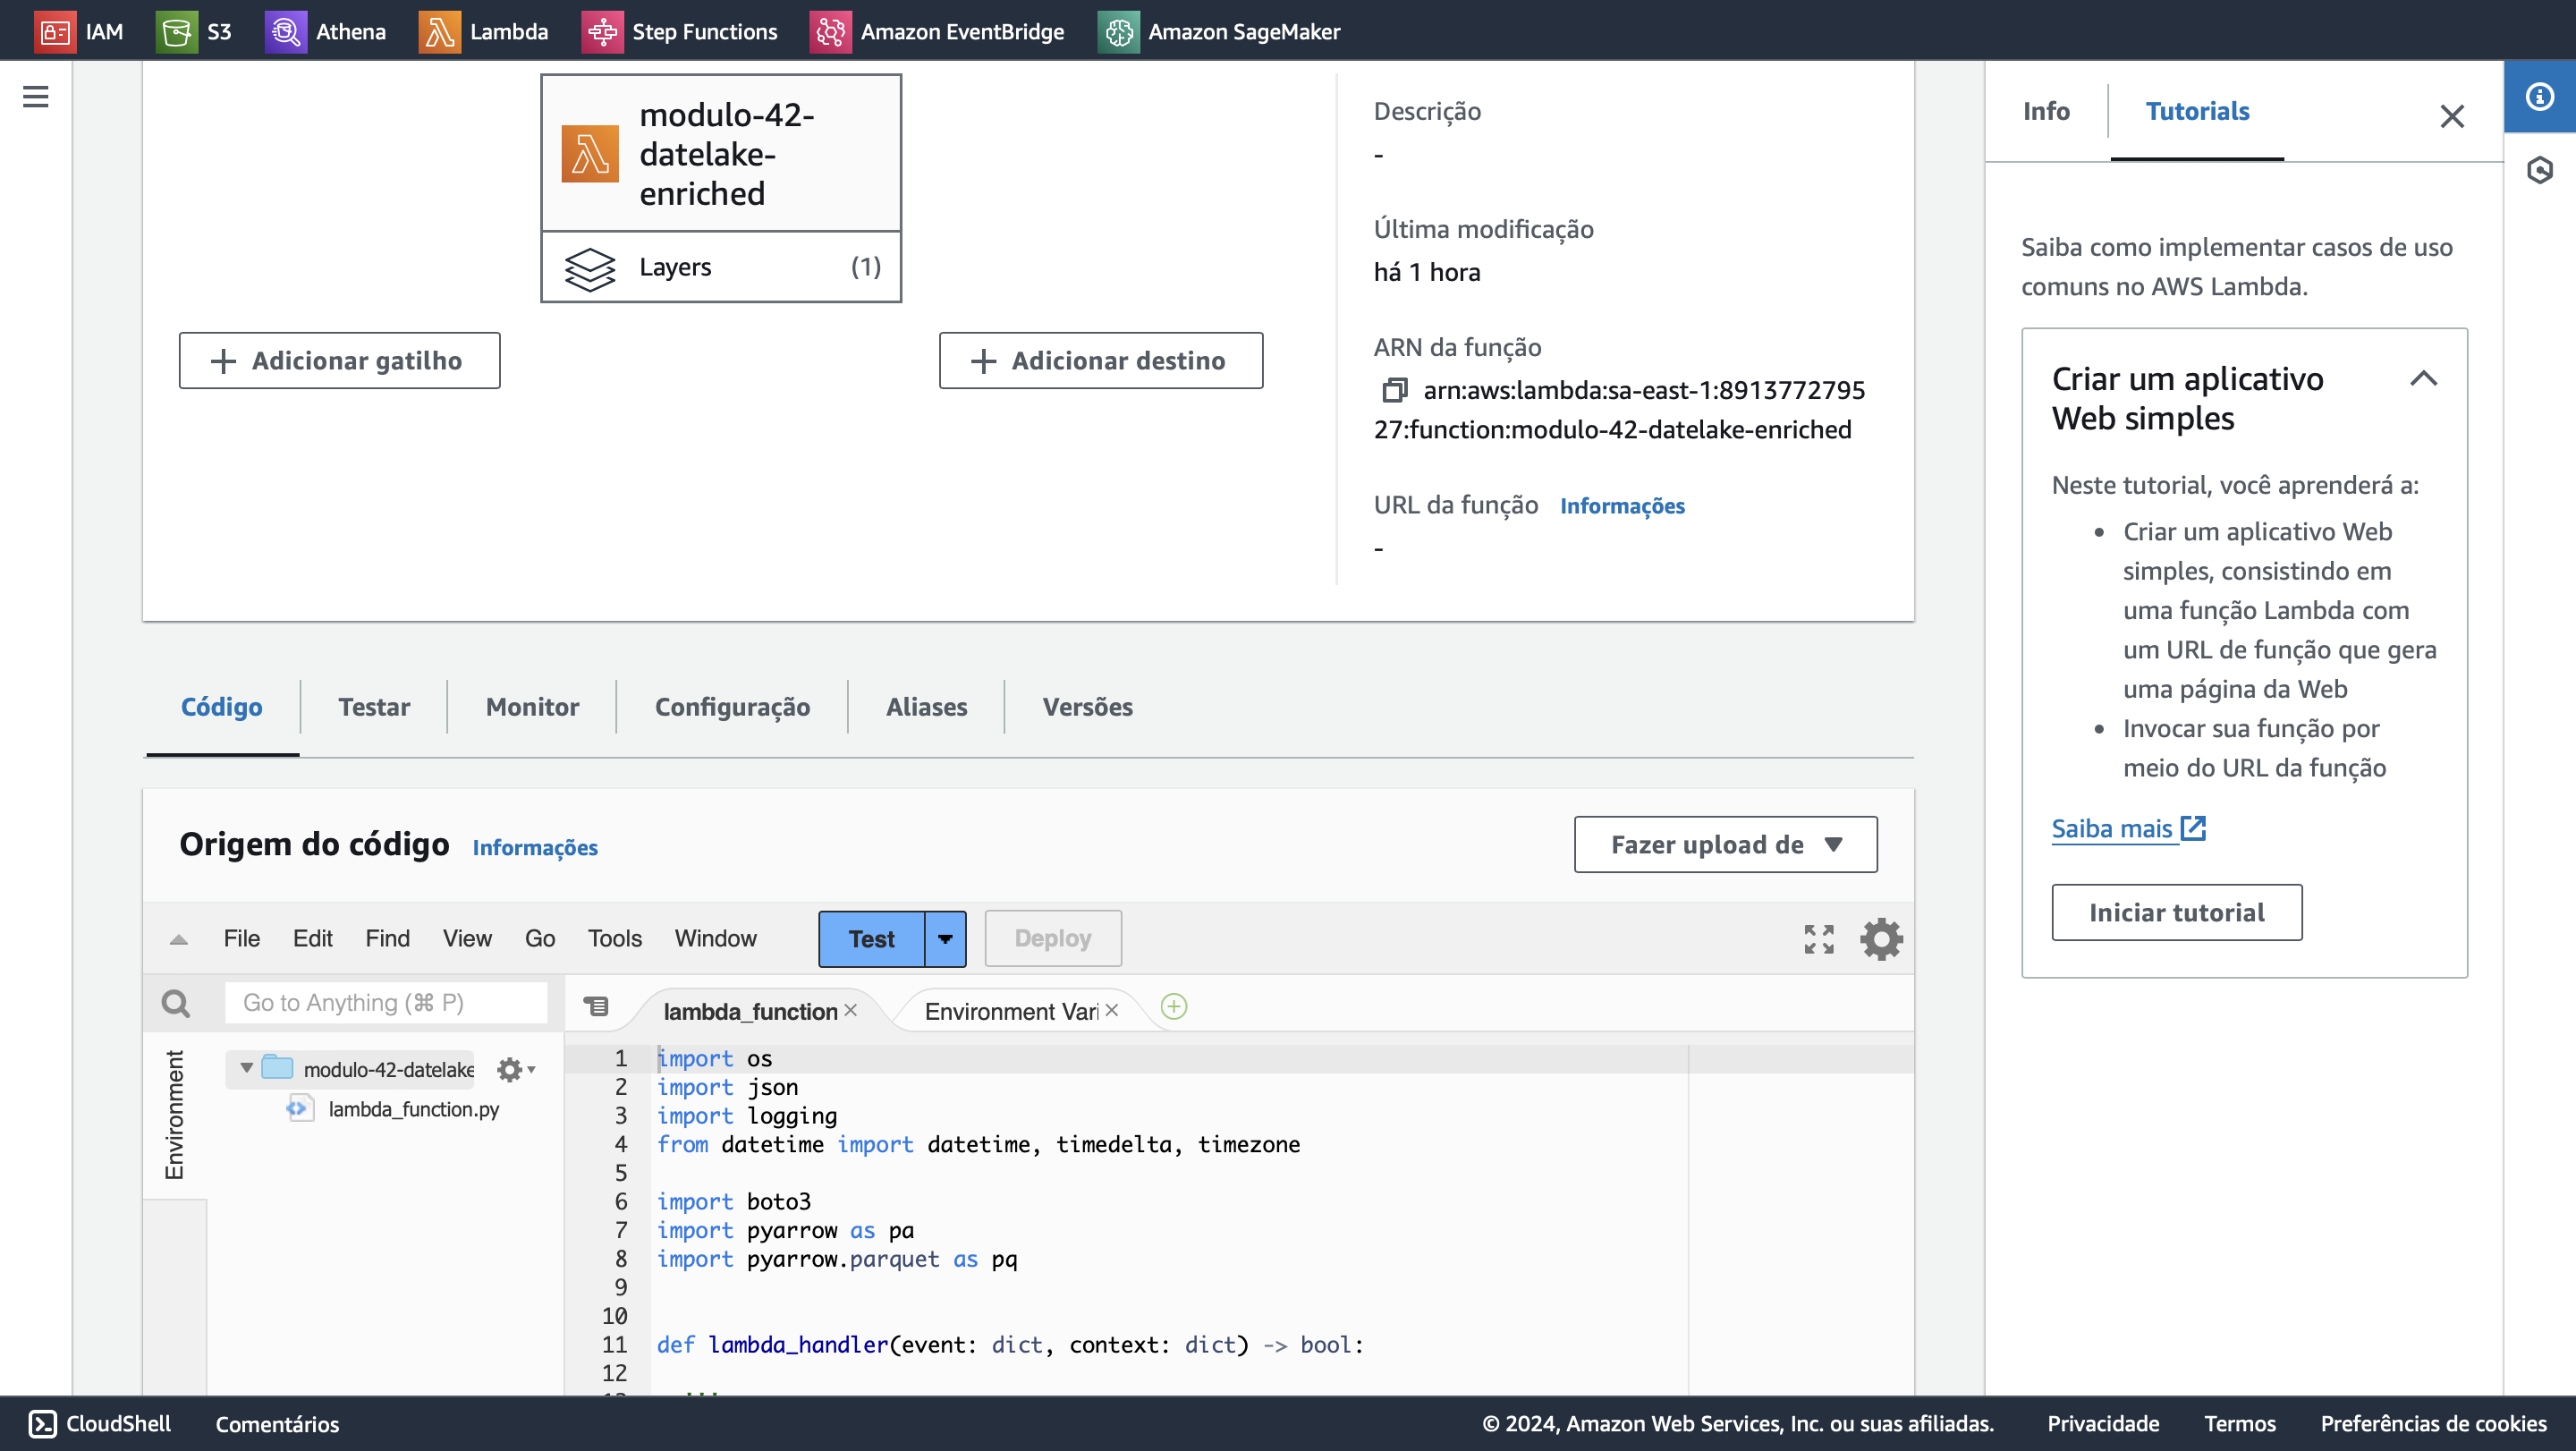 IAM S3 Athena Lambda Step Functions Amazon EventBridge Amazon SageMaker
modulo-42-
datelake-
enriched
Layers (1)
Adicionar gatilho
Adicionar destino
Descrição
-
Última modificação
há 1 hora
ARN da função
arn:aws:lambda:sa-east-1:8913772795
27:function:modulo-42-datelake-enriched
URL da função Informações
-
Código Testar Monitor Configuração Aliases Versões
Origem do código Informações
Fazer upload de
File Edit Find View Go Tools Window Test Deploy
Go to Anything (⌘ P)
lambda_function
Environment Vari
Environment
modulo-42-datelake
lambda_function.py
1 import os
2 import json
3 import logging
4 from datetime import datetime, timedelta, timezone
5
6 import boto3
7 import pyarrow as pa
8 import pyarrow.parquet as pq
9
10
11 def lambda_handler(event: dict, context: dict) -> bool:
12
Info Tutorials
Saiba como implementar casos de uso
comuns no AWS Lambda.
Criar um aplicativo
Web simples
Neste tutorial, você aprenderá a:
• Criar um aplicativo Web
simples, consistindo em
uma função Lambda com
um URL de função que gera
uma página da Web
• Invocar sua função por
meio do URL da função
Saiba mais
Iniciar tutorial
CloudShell Comentários © 2024, Amazon Web Services, Inc. ou suas afiliadas. Privacidade Termos Preferências de cookies